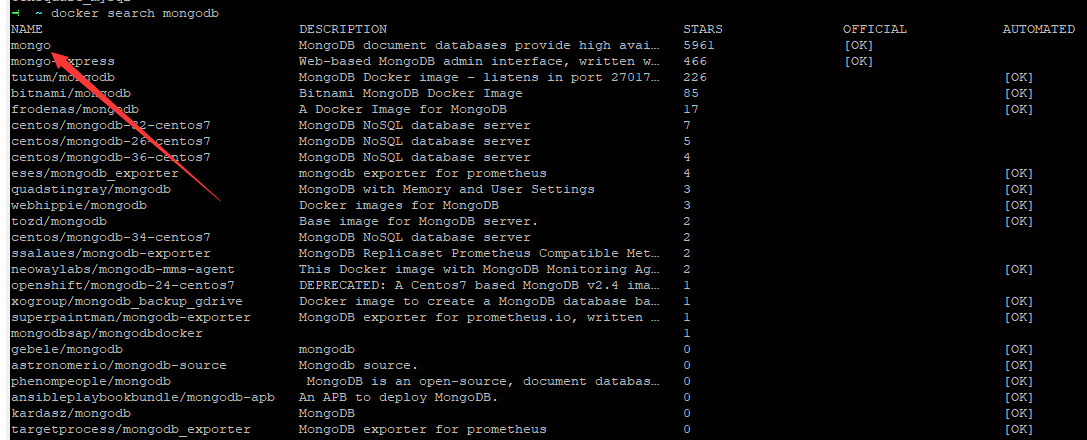 ~ docker search mongodb
NAME DESCRIPTION STARS OFFICIAL AUTOMATED
mongo MongoDB document databases provide high avai… 5961 [OK]
mongo-express Web-based MongoDB admin interface, written w… 466 [OK]
tutum/mongodb MongoDB Docker image – listens in port 27017… 226 [OK]
bitnami/mongodb Bitnami MongoDB Docker Image 85 [OK]
frodenas/mongodb A Docker Image for MongoDB 17 [OK]
centos/mongodb-32-centos7 MongoDB NoSQL database server 7
centos/mongodb-26-centos7 MongoDB NoSQL database server 5
centos/mongodb-36-centos7 MongoDB NoSQL database server 4
eses/mongodb_exporter mongodb exporter for prometheus 4 [OK]
quadstingray/mongodb MongoDB with Memory and User Settings 3 [OK]
webhippie/mongodb Docker images for MongoDB 3 [OK]
tozd/mongodb Base image for MongoDB server. 2 [OK]
centos/mongodb-34-centos7 MongoDB NoSQL database server 2
ssalaues/mongodb-exporter MongoDB Replicaset Prometheus Compatible Met… 2
neowaylabs/mongodb-mms-agent This Docker image with MongoDB Monitoring Ag… 2 [OK]
openshift/mongodb-24-centos7 DEPRECATED: A Centos7 based MongoDB v2.4 ima… 1
xogroup/mongodb_backup_gdrive Docker image to create a MongoDB database ba… 1 [OK]
superpaintman/mongodb-exporter MongoDB exporter for prometheus.io, written … 1 [OK]
mongodbsap/mongodbdocker 1
gebele/mongodb mongodb 0 [OK]
astronomerio/mongodb-source Mongodb source. 0 [OK]
phenompeople/mongodb MongoDB is an open-source, document databas… 0 [OK]
ansibleplaybookbundle/mongodb-apb An APB to deploy MongoDB. 0 [OK]
kardasz/mongodb MongoDB 0 [OK]
targetprocess/mongodb_exporter MongoDB exporter for prometheus 0 [OK]